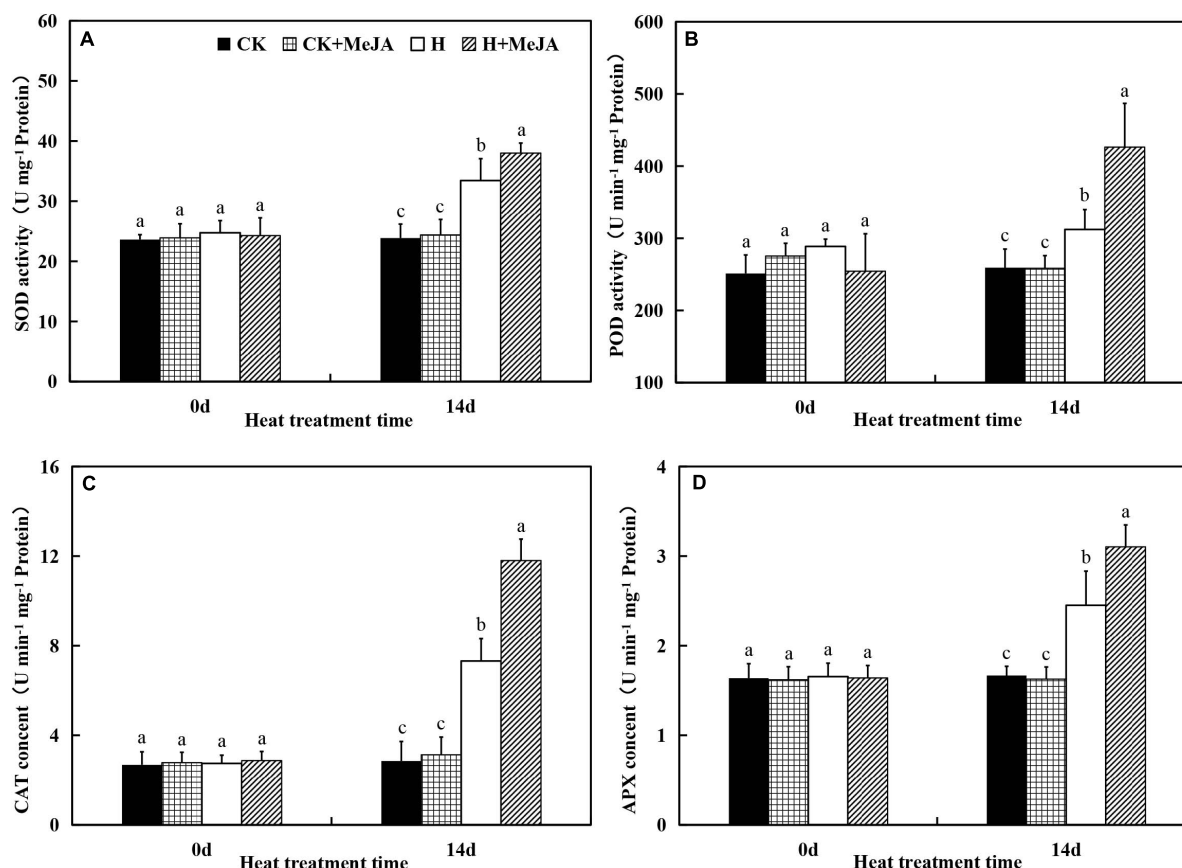 A
CK CK+MeJA H H+MeJA
SOD activity（U mg-1 Protein）
60
50
40
30
20
10
0
a a a a
c c b a
0d 14d
Heat treatment time
B
POD activity（U min-1 mg-1 Protein）
600
500
400
300
200
100
a a a a
c c b a
0d 14d
Heat treatment time
C
CAT concent（U min-1 mg-1 Protein）
16
12
8
4
0
a a a a
c c b a
0d 14d
Heat treatment time
D
APX concent（U min-1 mg-1 Protein）
4
3
2
1
0
a a a a
c c b a
0d 14d
Heat treatment time